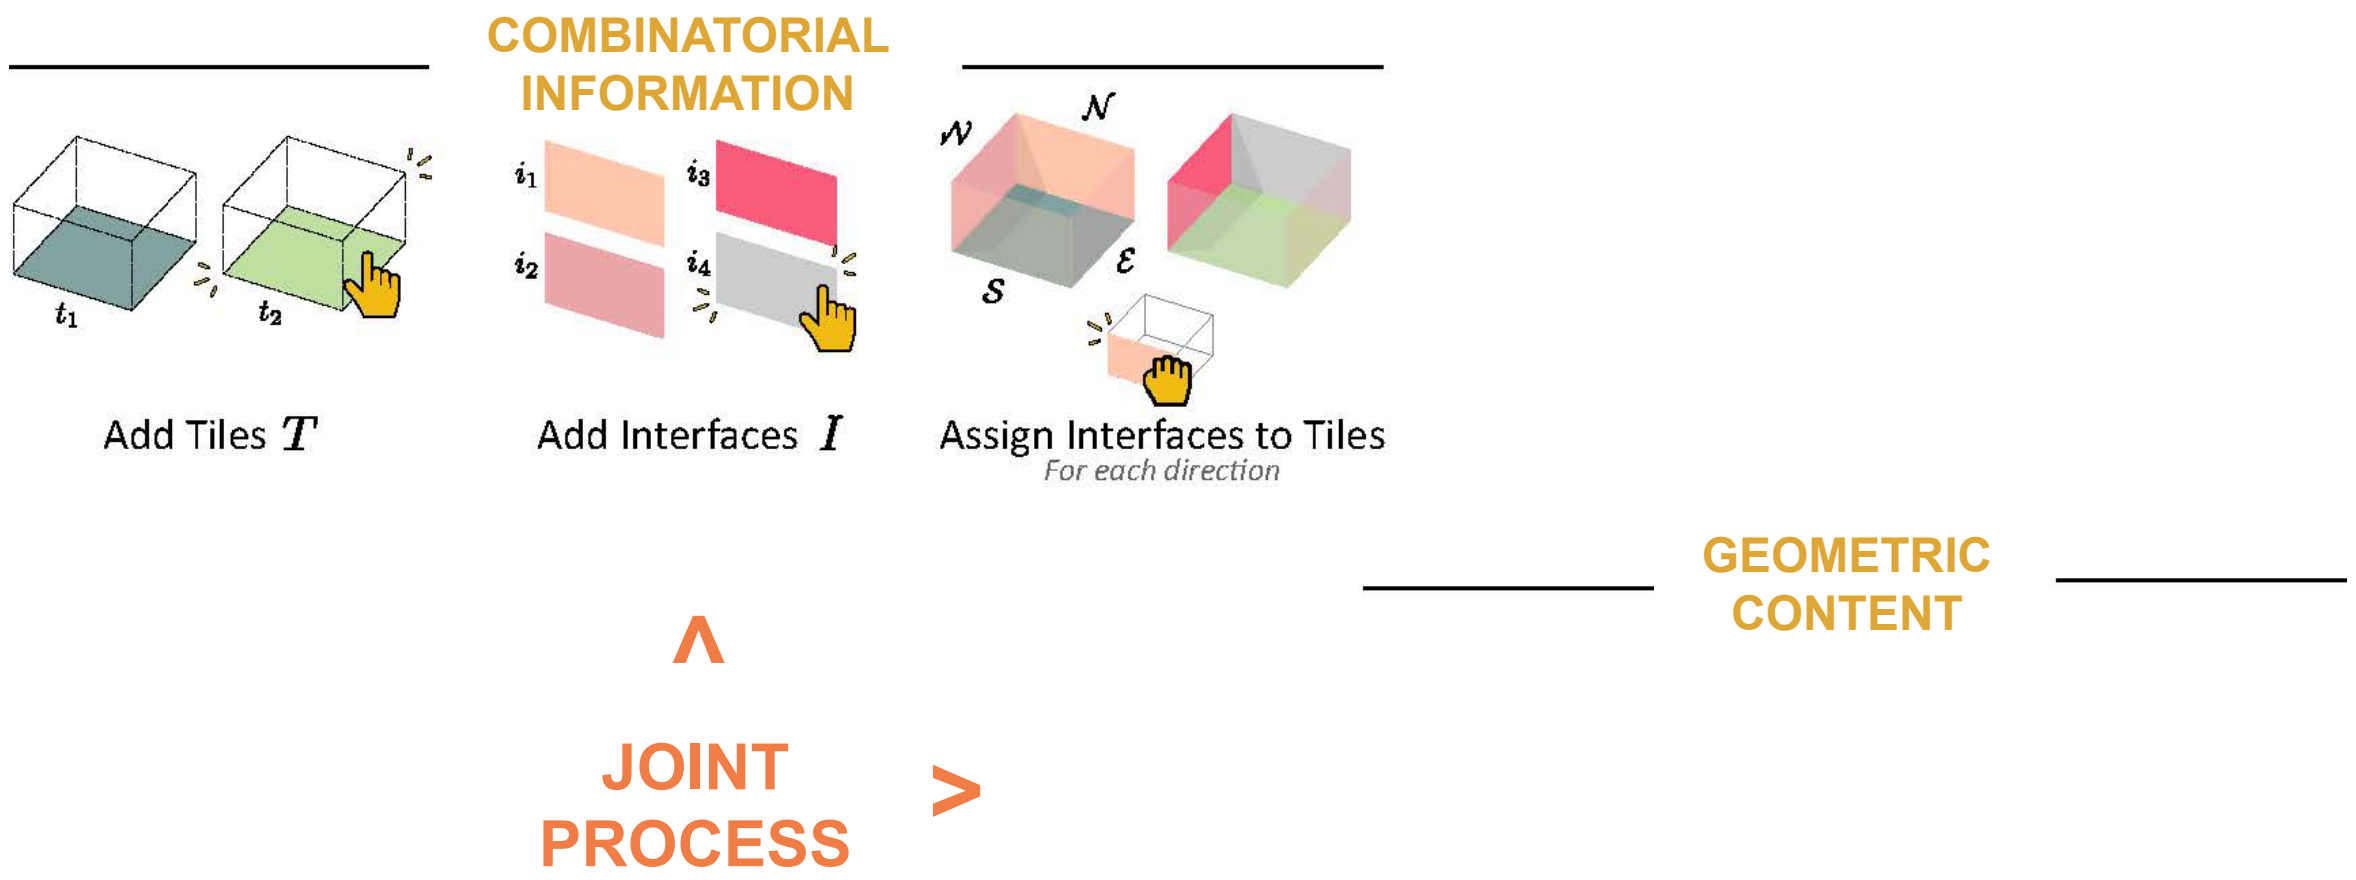 COMBINATORIAL
INFORMATION
t₁
t₂
Add Tiles T
i₁
i₃
i₂
i₄
Add Interfaces I
𝒲
𝒩
ℰ
𝒮
Assign Interfaces to Tiles
For each direction
GEOMETRIC
CONTENT
^
JOINT
PROCESS
>